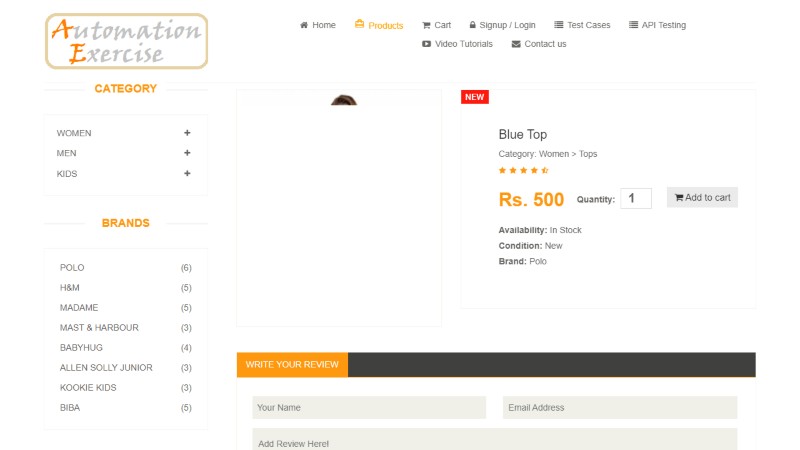 Automation
Exercise
Home
Products
Cart
Signup / Login
Test Cases
API Testing
Video Tutorials
Contact us
CATEGORY
WOMEN
MEN
KIDS
BRANDS
POLO (6)
H&M (5)
MADAME (5)
MAST & HARBOUR (3)
BABYHUG (4)
ALLEN SOLLY JUNIOR (3)
KOOKIE KIDS (3)
BIBA (5)
NEW
Blue Top
Category: Women > Tops
Rs. 500 Quantity: 1 Add to cart
Availability: In Stock
Condition: New
Brand: Polo
WRITE YOUR REVIEW
Your Name
Email Address
Add Review Here!